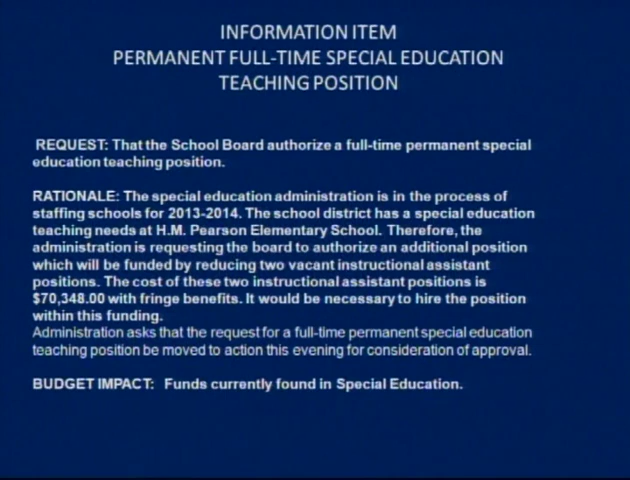 INFORMATION ITEM
PERMANENT FULL-TIME SPECIAL EDUCATION
TEACHING POSITION
REQUEST: That the School Board authorize a full-time permanent special
education teaching position.
RATIONALE: The special education administration is in the process of
staffing schools for 2013-2014. The school district has a special education
teaching needs at H.M. Pearson Elementary School. Therefore, the
administration is requesting the board to authorize an additional position
which will be funded by reducing two vacant instructional assistant
positions. The cost of these two instructional assistant positions is
$70,348.00 with fringe benefits. It would be necessary to hire the position
within this funding.
Administration asks that the request for a full-time permanent special education
teaching position be moved to action this evening for consideration of approval.
BUDGET IMPACT: Funds currently found in Special Education.